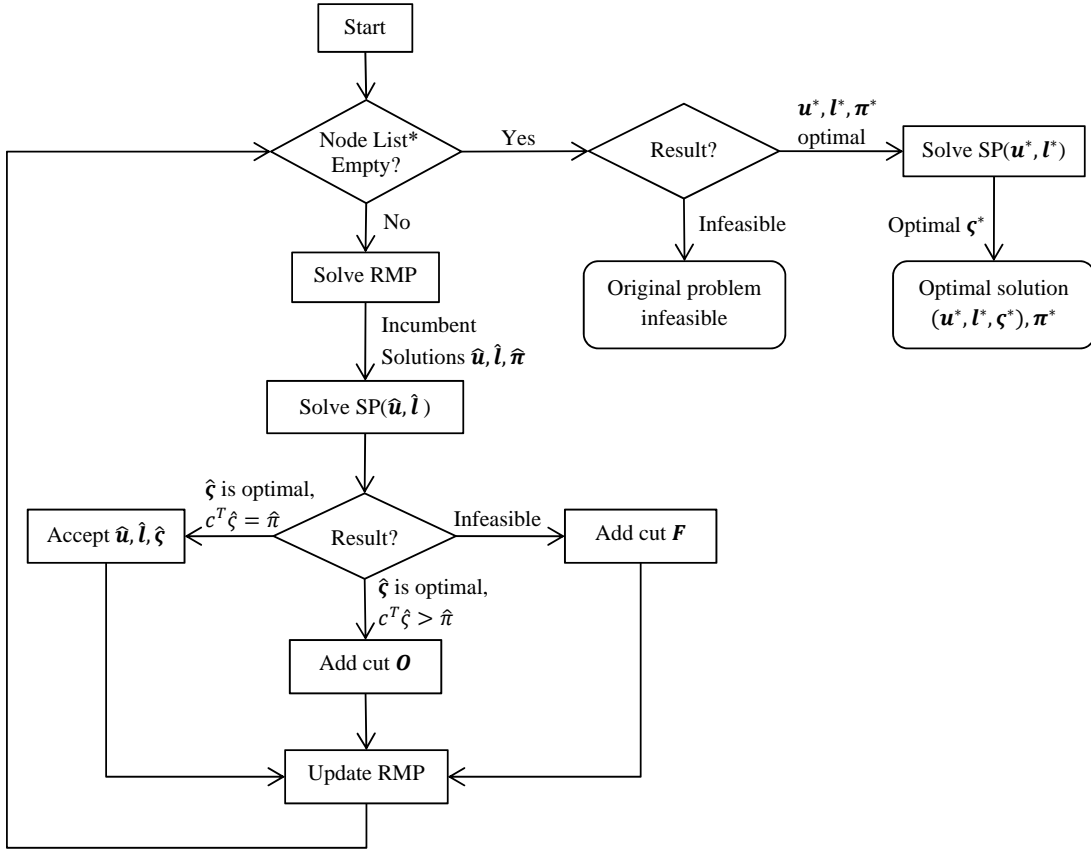 Start
Node List*
Empty?
Yes
Result?
𝒖*, 𝒍*, 𝝅*
optimal
Solve SP(𝒖*, 𝒍*)
No
Infeasible
Optimal 𝝇*
Solve RMP
Original problem
infeasible
Optimal solution
(𝒖*, 𝒍*, 𝝇*), 𝝅*
Incumbent
Solutions 𝒖̂, 𝒍̂, 𝝅̂
Solve SP(𝒖̂, 𝒍̂ )
𝝇̂ is optimal,
𝑐ᵀ𝜍̂ = 𝜋̂
Accept 𝒖̂, 𝒍̂, 𝝇̂
Result?
Infeasible
Add cut 𝑭
𝝇̂ is optimal,
𝑐ᵀ𝜍̂ > 𝜋̂
Add cut 𝑶
Update RMP